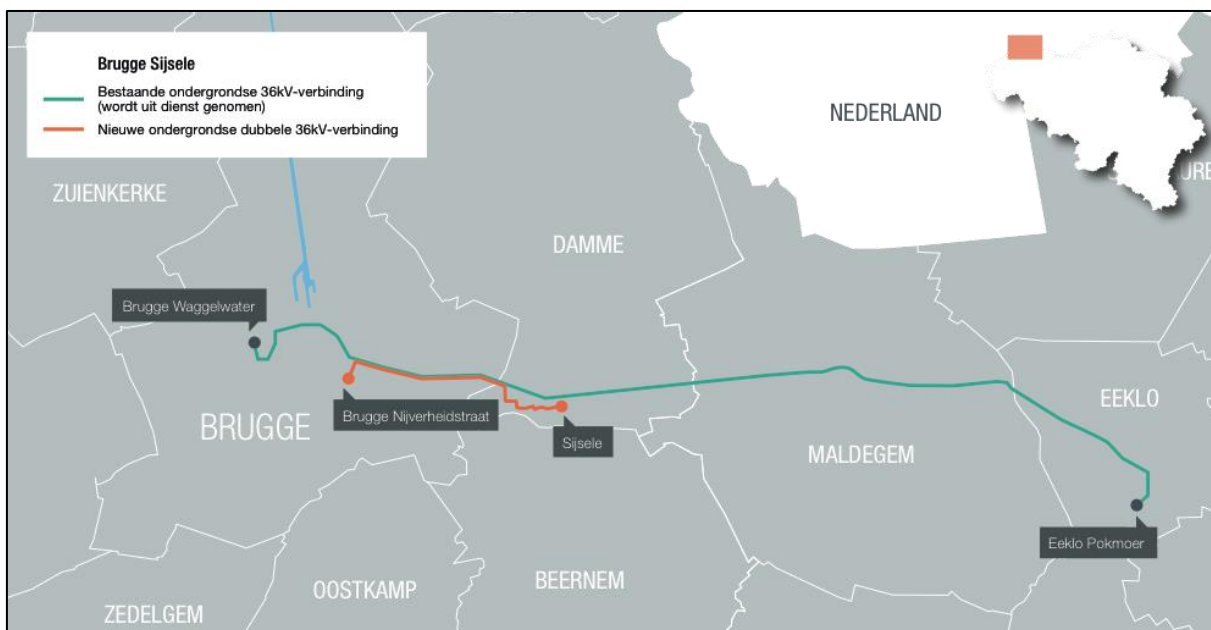 Brugge Sijsele
Bestaande ondergrondse 36kV-verbinding
(wordt uit dienst genomen)
Nieuwe ondergrondse dubbele 36kV-verbinding
NEDERLAND
ZUIENKERKE
DAMME
Brugge Waggelwater
BRUGGE
Brugge Nijverheidstraat
Sijsele
MALDEGEM
EEKLO
Eeklo Pokmoer
OOSTKAMP
BEERNEM
ZEDELGEM